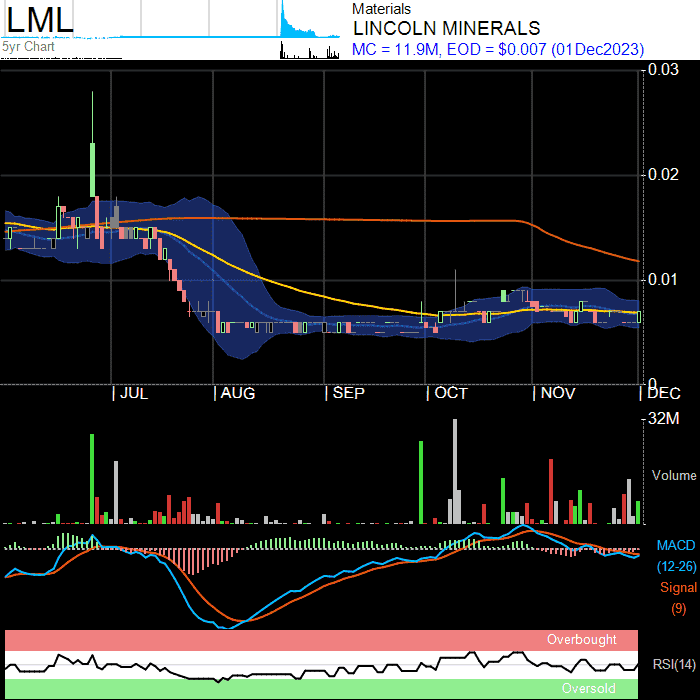 LML
5yr Chart
Materials
LINCOLN MINERALS
MC = 11.9M, EOD = $0.007 (01Dec2023)
0.03
0.02
0.01
0
JUL AUG SEP OCT NOV DEC
32M
Volume
MACD
(12-26)
Signal
(9)
Overbought
RSI(14)
Oversold